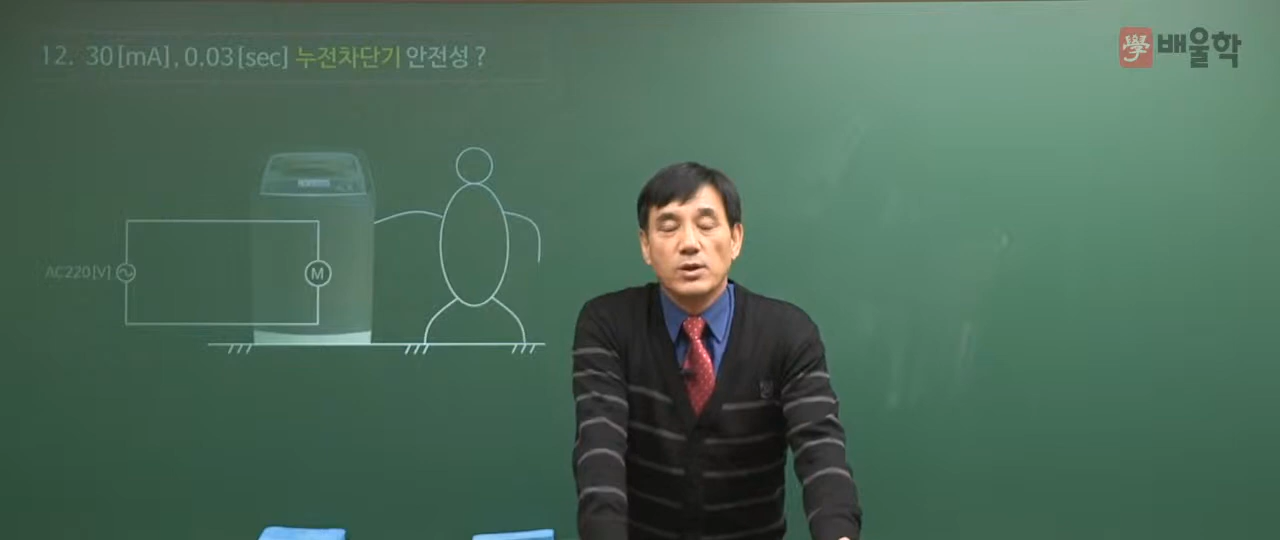 12. 30[mA], 0.03[sec] 누전차단기 안전성 ?
學 배울학
AC220[V]
M